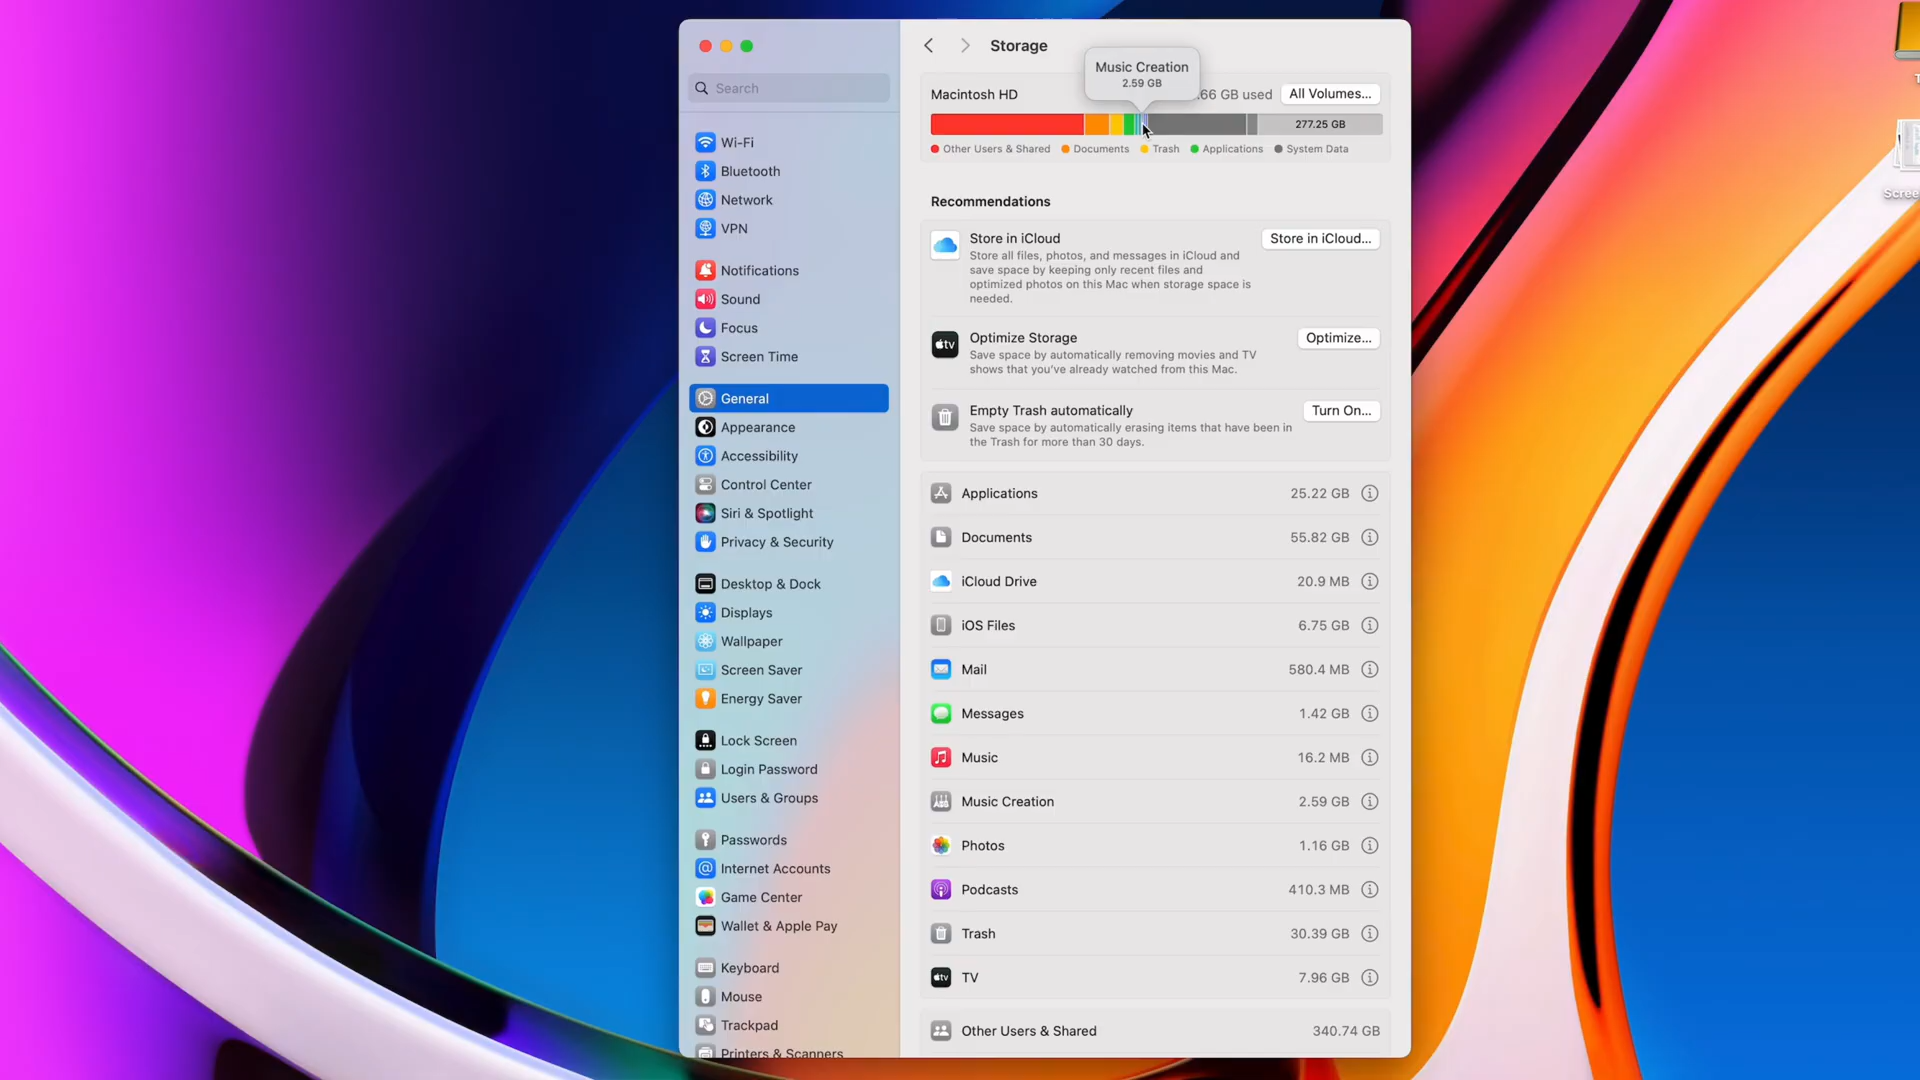 Search
Wi-Fi
Bluetooth
Network
VPN
Notifications
Sound
Focus
Screen Time
General
Appearance
Accessibility
Control Center
Siri & Spotlight
Privacy & Security
Desktop & Dock
Displays
Wallpaper
Screen Saver
Energy Saver
Lock Screen
Login Password
Users & Groups
Passwords
Internet Accounts
Game Center
Wallet & Apple Pay
Keyboard
Mouse
Trackpad
Printers & Scanners
Storage
Music Creation
2.59 GB
Macintosh HD .66 GB used All Volumes...
277.25 GB
Other Users & Shared Documents Trash Applications System Data
Recommendations
Store in iCloud Store in iCloud...
Store all files, photos, and messages in iCloud and
save space by keeping only recent files and
optimized photos on this Mac when storage space is
needed.
tv
Optimize Storage Optimize...
Save space by automatically removing movies and TV
shows that you've already watched from this Mac.
Empty Trash automatically Turn On...
Save space by automatically erasing items that have been in
the Trash for more than 30 days.
Applications 25.22 GB
Documents 55.82 GB
iCloud Drive 20.9 MB
iOS Files 6.75 GB
Mail 580.4 MB
Messages 1.42 GB
Music 16.2 MB
Music Creation 2.59 GB
Photos 1.16 GB
Podcasts 410.3 MB
Trash 30.39 GB
tv TV 7.96 GB
Other Users & Shared 340.74 GB
Scree